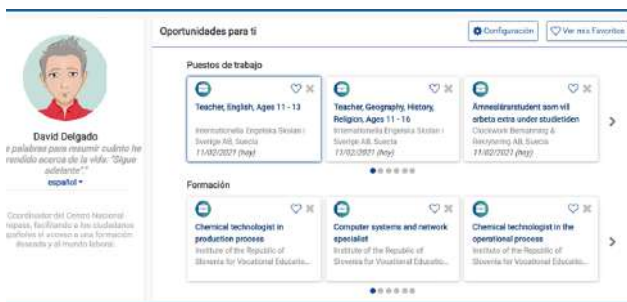 Oportunidades para ti
Configuración
Ver mis Favoritos
David Delgado
palabras para resumir cuánto he
rendido acerca de la vida: "Sigue
adelante"."
español
Coordinador del Centro Nacional
ropass, facilitando a los ciudadanos
pañoles el acceso a una formación
deseada y al mundo laboral.
Puestos de trabajo
Teacher, English, Ages 11 - 13
Internationella Engelska Skolan i
Sverige AB, Suecia
11/02/2021 (hoy)
Teacher, Geography, History,
Religion, Ages 11 - 16
Internationella Engelska Skolan i
Sverige AB, Suecia
11/02/2021 (hoy)
Ämneslärarstudent som vill
arbeta extra under studietiden
Clockwork Bemanning &
Rekrytering AB, Suecia
11/02/2021 (hoy)
Formación
Chemical technologist in
production process
Institute of the Republic of
Slovenia for Vocational Educatio...
Computer systems and network
specialist
Institute of the Republic of
Slovenia for Vocational Educatio...
Chemical technologist in the
operational process
Institute of the Republic of
Slovenia for Vocational Educatio...